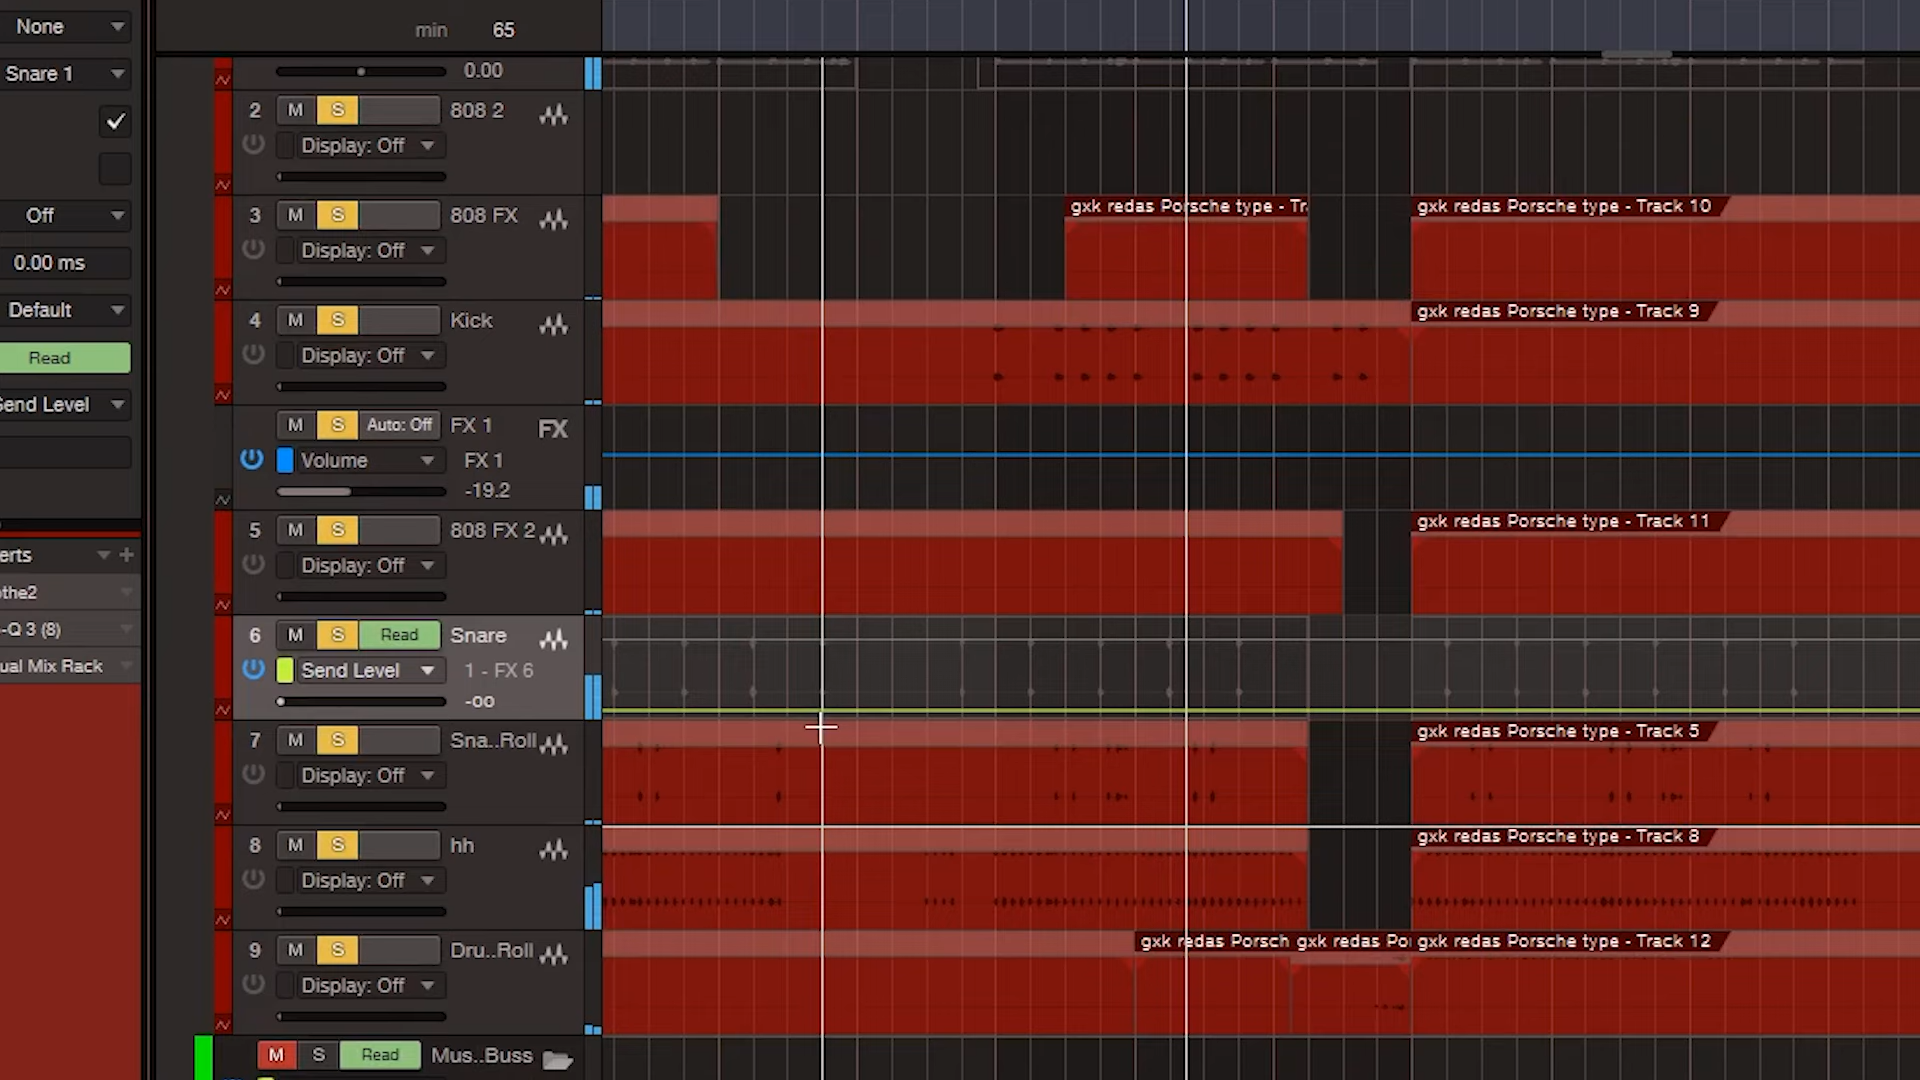 None
Snare 1
Off
0.00 ms
Default
Read
Send Level
erts
othe2
-Q 3 (8)
ual Mix Rack
min 65
0.00
2 M S 808 2
Display: Off
3 M S 808 FX
Display: Off
gxk redas Porsche type - Tr
gxk redas Porsche type - Track 10
4 M S Kick
Display: Off
gxk redas Porsche type - Track 9
M S Auto: Off FX 1 FX
Volume FX 1
-19.2
5 M S 808 FX 2
Display: Off
gxk redas Porsche type - Track 11
6 M S Read Snare
Send Level 1 - FX 6
-oo
7 M S Sna..Roll
Display: Off
gxk redas Porsche type - Track 5
8 M S hh
Display: Off
gxk redas Porsche type - Track 8
9 M S Dru..Roll
Display: Off
gxk redas Porsch
gxk redas Po
gxk redas Porsche type - Track 12
M S Read Mus..Buss